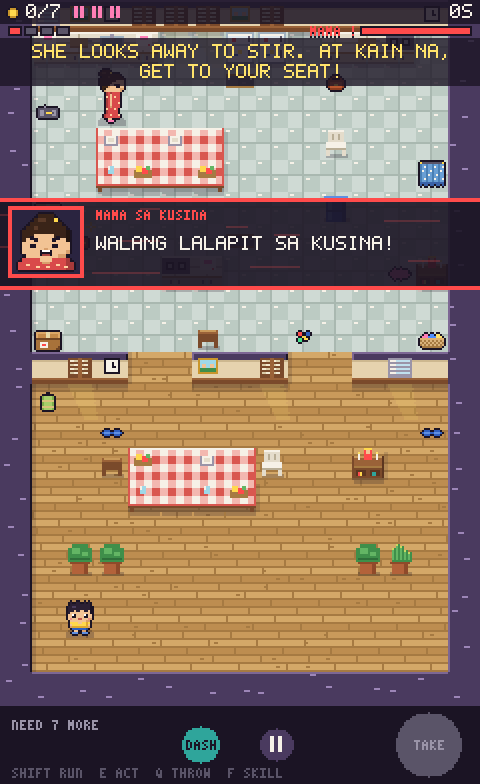 0/7
05
MAMA !
SHE LOOKS AWAY TO STIR. AT KAIN NA,
GET TO YOUR SEAT!
MAMA SA KUSINA
WALANG LALAPIT SA KUSINA!
NEED 7 MORE
DASH
TAKE
SHIFT RUN E ACT Q THROW F SKILL